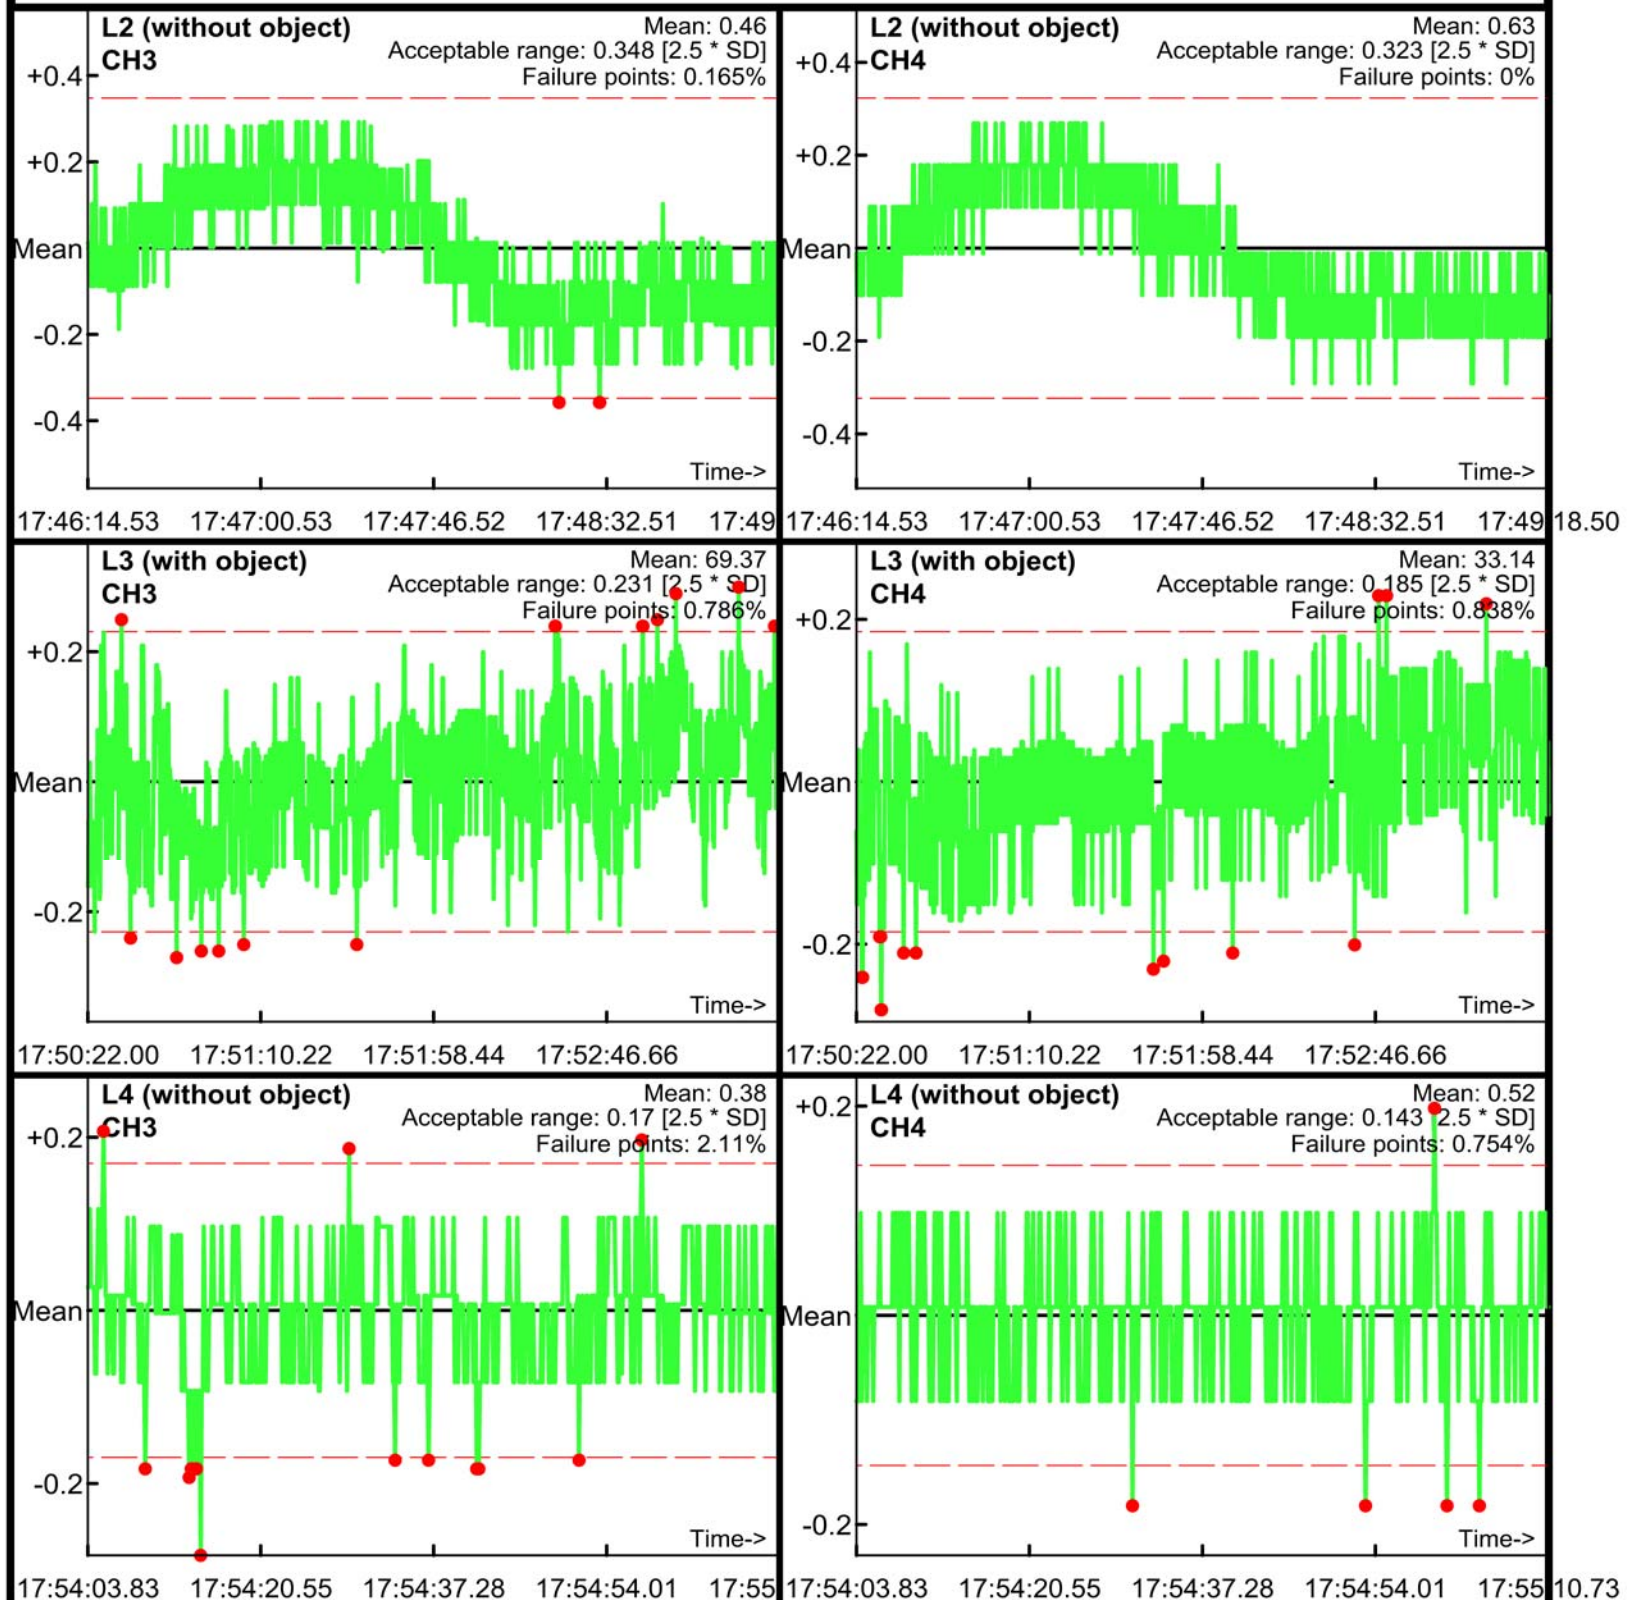 L2 (without object)
CH3
Mean: 0.46
Acceptable range: 0.348 [2.5 * SD]
Failure points: 0.165%
+0.4
+0.2
Mean
-0.2
-0.4
Time->
17:46:14.53 17:47:00.53 17:47:46.52 17:48:32.51 17:49
L2 (without object)
CH4
Mean: 0.63
Acceptable range: 0.323 [2.5 * SD]
Failure points: 0%
+0.4
+0.2
Mean
-0.2
-0.4
Time->
17:46:14.53 17:47:00.53 17:47:46.52 17:48:32.51 17:49:18.50
L3 (with object)
CH3
Mean: 69.37
Acceptable range: 0.231 [2.5 * SD]
Failure points: 0.786%
+0.2
Mean
-0.2
Time->
17:50:22.00 17:51:10.22 17:51:58.44 17:52:46.66
L3 (with object)
CH4
Mean: 33.14
Acceptable range: 0.185 [2.5 * SD]
Failure points: 0.838%
+0.2
Mean
-0.2
Time->
17:50:22.00 17:51:10.22 17:51:58.44 17:52:46.66
L4 (without object)
CH3
Mean: 0.38
Acceptable range: 0.17 [2.5 * SD]
Failure points: 2.11%
+0.2
Mean
-0.2
Time->
17:54:03.83 17:54:20.55 17:54:37.28 17:54:54.01 17:55
L4 (without object)
CH4
Mean: 0.52
Acceptable range: 0.143 [2.5 * SD]
Failure points: 0.754%
+0.2
Mean
-0.2
Time->
17:54:03.83 17:54:20.55 17:54:37.28 17:54:54.01 17:55:10.73